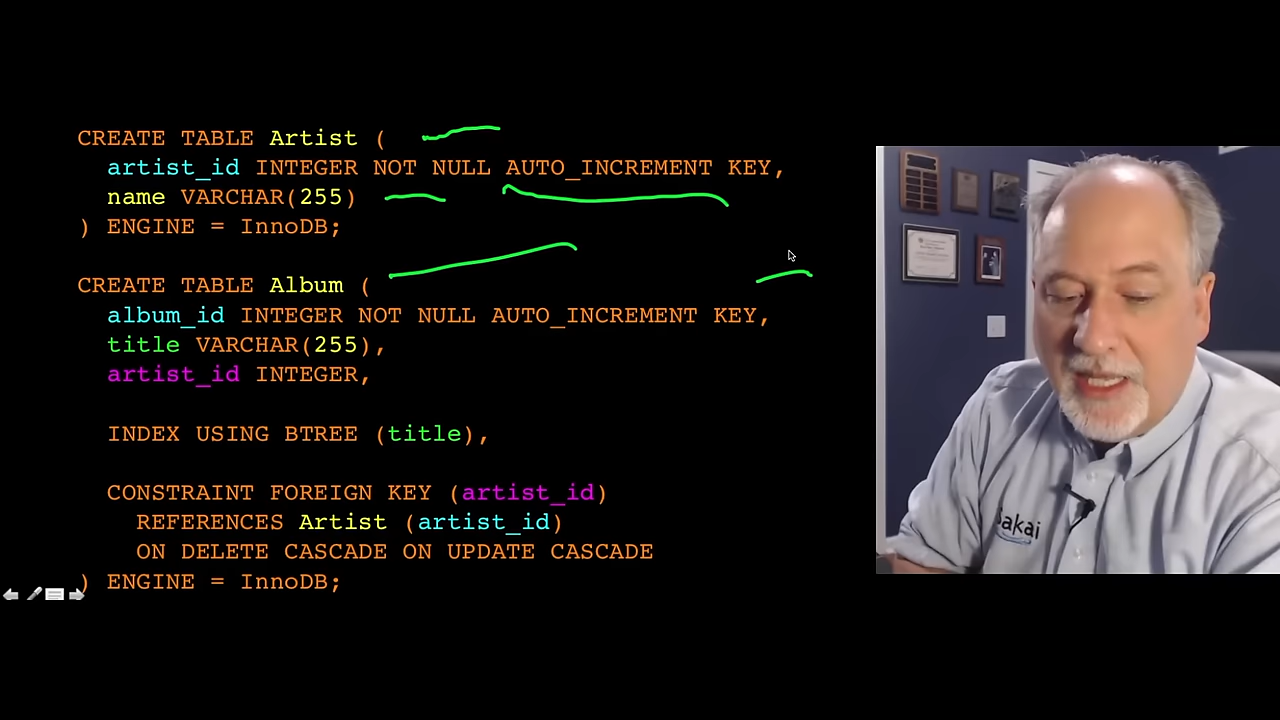 CREATE TABLE Artist (
  artist_id INTEGER NOT NULL AUTO_INCREMENT KEY,
  name VARCHAR(255)
) ENGINE = InnoDB;
CREATE TABLE Album (
  album_id INTEGER NOT NULL AUTO_INCREMENT KEY,
  title VARCHAR(255),
  artist_id INTEGER,
  INDEX USING BTREE (title),
  CONSTRAINT FOREIGN KEY (artist_id)
    REFERENCES Artist (artist_id)
    ON DELETE CASCADE ON UPDATE CASCADE
) ENGINE = InnoDB;
Sakai